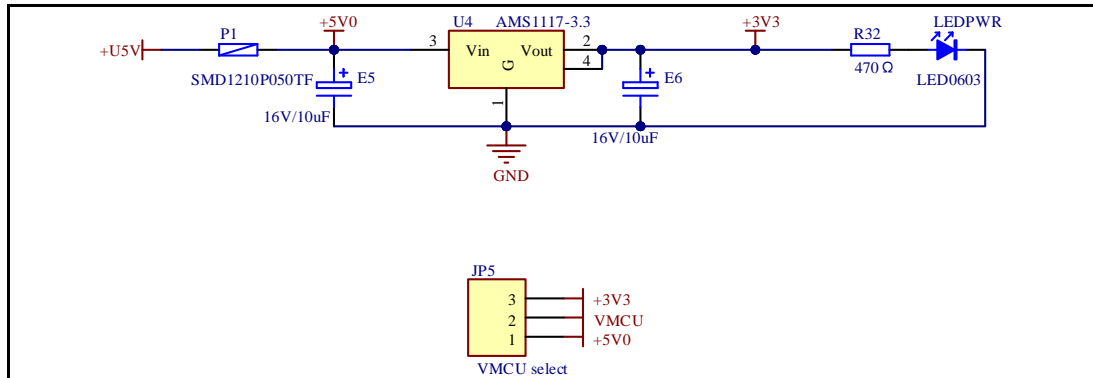 P1
+5V0
U4 AMS1117-3.3
+3V3
R32
LEDPWR
+U5V
3
Vin
Vout
2
4
G
1
SMD1210P050TF
E5
E6
470Ω
LED0603
16V/10uF
16V/10uF
GND
JP5
3 +3V3
2 VMCU
1 +5V0
VMCU select